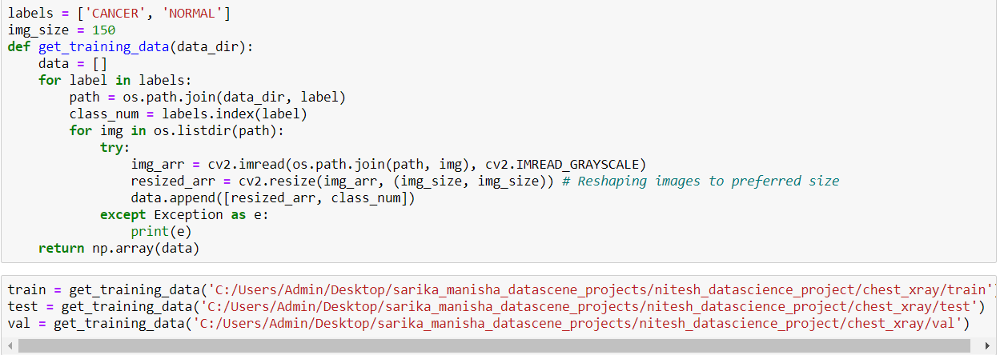 labels = ['CANCER', 'NORMAL']
img_size = 150
def get_training_data(data_dir):
    data = []
    for label in labels:
        path = os.path.join(data_dir, label)
        class_num = labels.index(label)
        for img in os.listdir(path):
            try:
                img_arr = cv2.imread(os.path.join(path, img), cv2.IMREAD_GRAYSCALE)
                resized_arr = cv2.resize(img_arr, (img_size, img_size)) # Reshaping images to preferred size
                data.append([resized_arr, class_num])
            except Exception as e:
                print(e)
    return np.array(data)
train = get_training_data('C:/Users/Admin/Desktop/sarika_manisha_datascene_projects/nitesh_datascience_project/chest_xray/train')
test = get_training_data('C:/Users/Admin/Desktop/sarika_manisha_datascene_projects/nitesh_datascience_project/chest_xray/test')
val = get_training_data('C:/Users/Admin/Desktop/sarika_manisha_datascene_projects/nitesh_datascience_project/chest_xray/val')